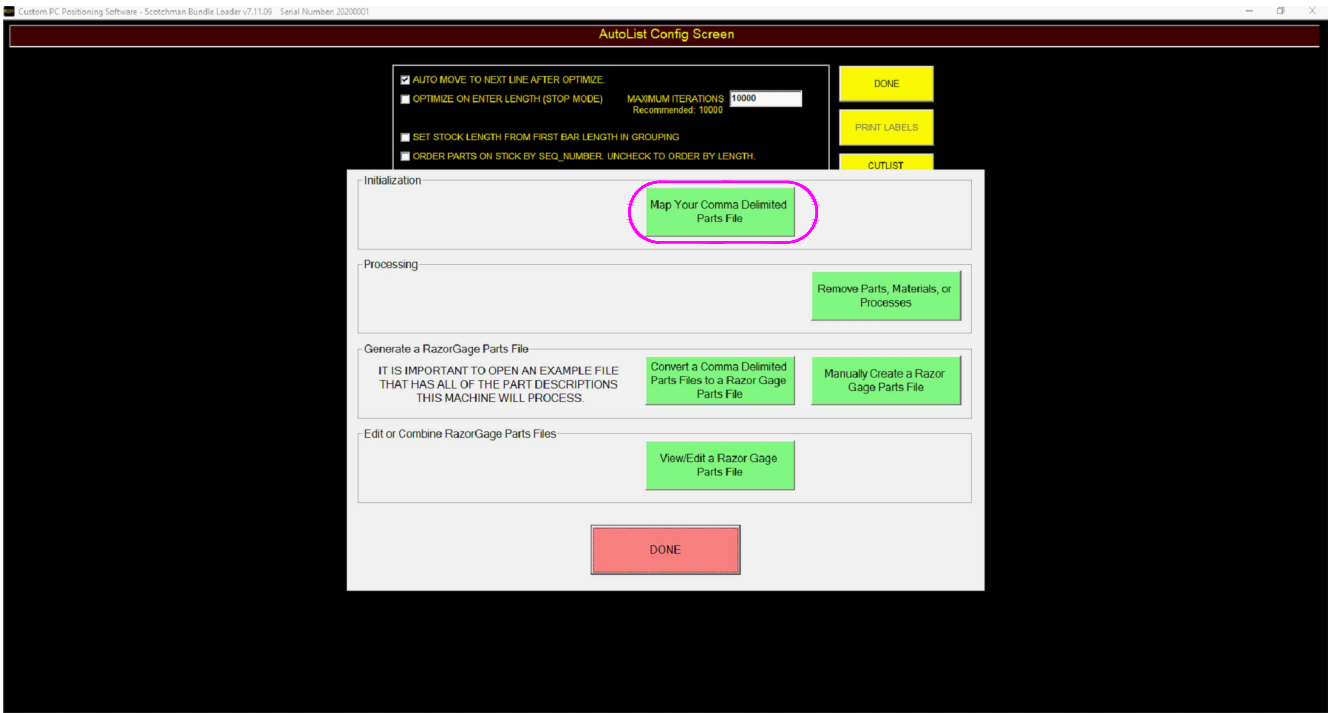 Custom PC Positioning Software - Scotchman Bundle Loader v7.11.09 Serial Number: 20200001
AutoList Config Screen
AUTO MOVE TO NEXT LINE AFTER OPTIMIZE.
OPTIMIZE ON ENTER LENGTH (STOP MODE)
MAXIMUM ITERATIONS 10000
Recommended: 10000
SET STOCK LENGTH FROM FIRST BAR LENGTH IN GROUPING
ORDER PARTS ON STICK BY SEQ_NUMBER. UNCHECK TO ORDER BY LENGTH.
DONE
PRINT LABELS
CUTLIST
Initialization
Map Your Comma Delimited
Parts File
Processing
Remove Parts, Materials, or
Processes
Generate a RazorGage Parts File
IT IS IMPORTANT TO OPEN AN EXAMPLE FILE
THAT HAS ALL OF THE PART DESCRIPTIONS
THIS MACHINE WILL PROCESS.
Convert a Comma Delimited
Parts Files to a Razor Gage
Parts File
Manually Create a Razor
Gage Parts File
Edit or Combine RazorGage Parts Files
View/Edit a Razor Gage
Parts File
DONE